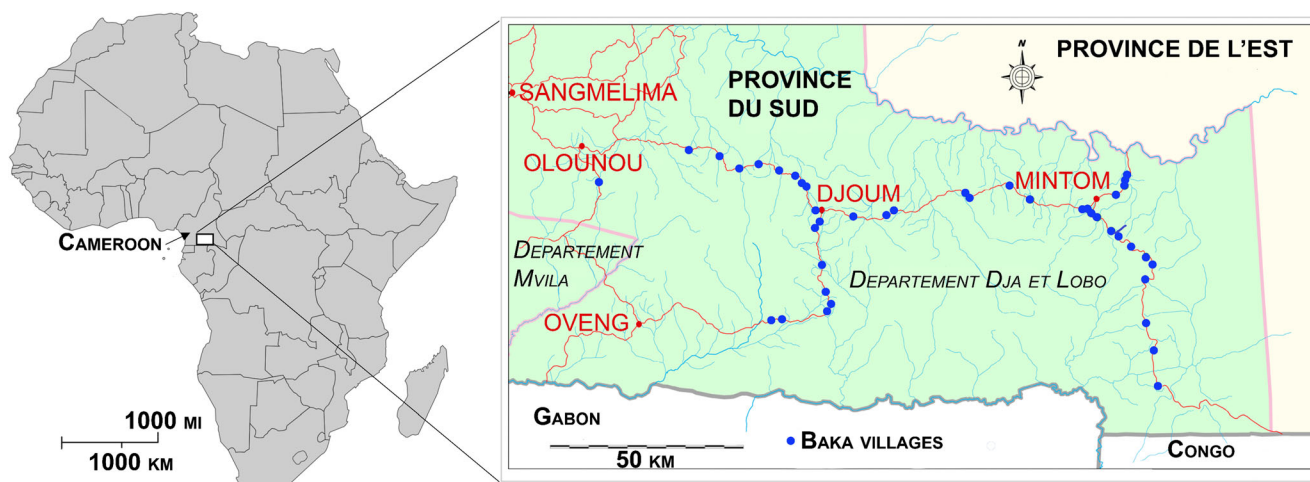 CAMEROON
1000 MI
1000 KM
N
PROVINCE DE L'EST
PROVINCE
DU SUD
SANGMELIMA
OLOUNOU
DJOUM
MINTOM
DEPARTEMENT
MVILA
DEPARTEMENT DJA ET LOBO
OVENG
GABON
50 KM
BAKA VILLAGES
CONGO